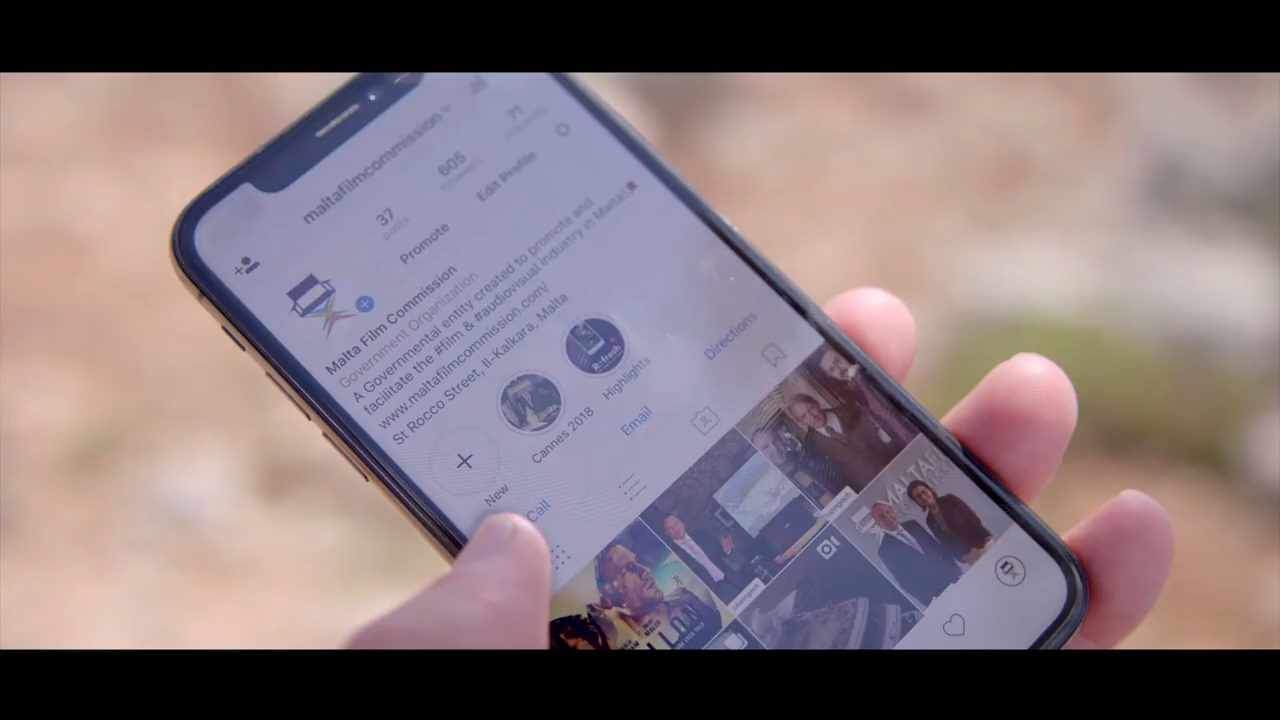 maltafilmcommission
37
605
71
posts
followers
Promote
Edit Profile
Malta Film Commission
Government Organization
A Governmental entity created to promote and
facilitate the #film & #audiovisual industry in Malta!
www.maltafilmcommission.com/
St Rocco Street, Il-Kalkara, Malta
New
Cannes 2018
Highlights
Call
Email
Directions
MALTA